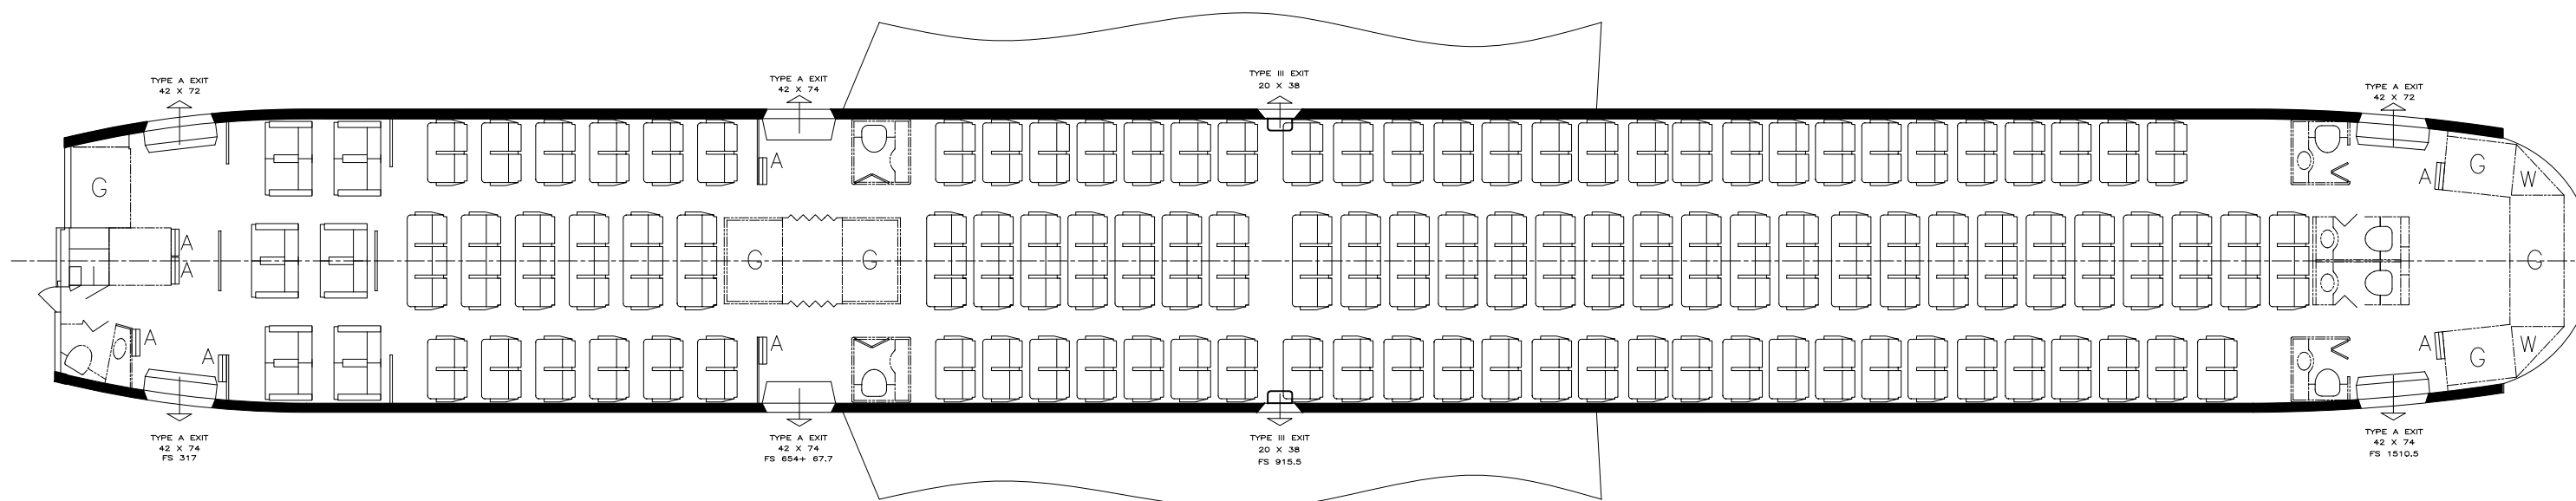 TYPE A EXIT
42 X 72
TYPE A EXIT
42 X 74
TYPE III EXIT
20 X 38
TYPE A EXIT
42 X 72
G
A
A
A
A
A
G
G
A
A
G
W
G
A
G
W
TYPE A EXIT
42 X 74
FS 317
TYPE A EXIT
42 X 74
FS 654+ 67.7
TYPE III EXIT
20 X 38
FS 915.5
TYPE A EXIT
42 X 74
FS 1510.5